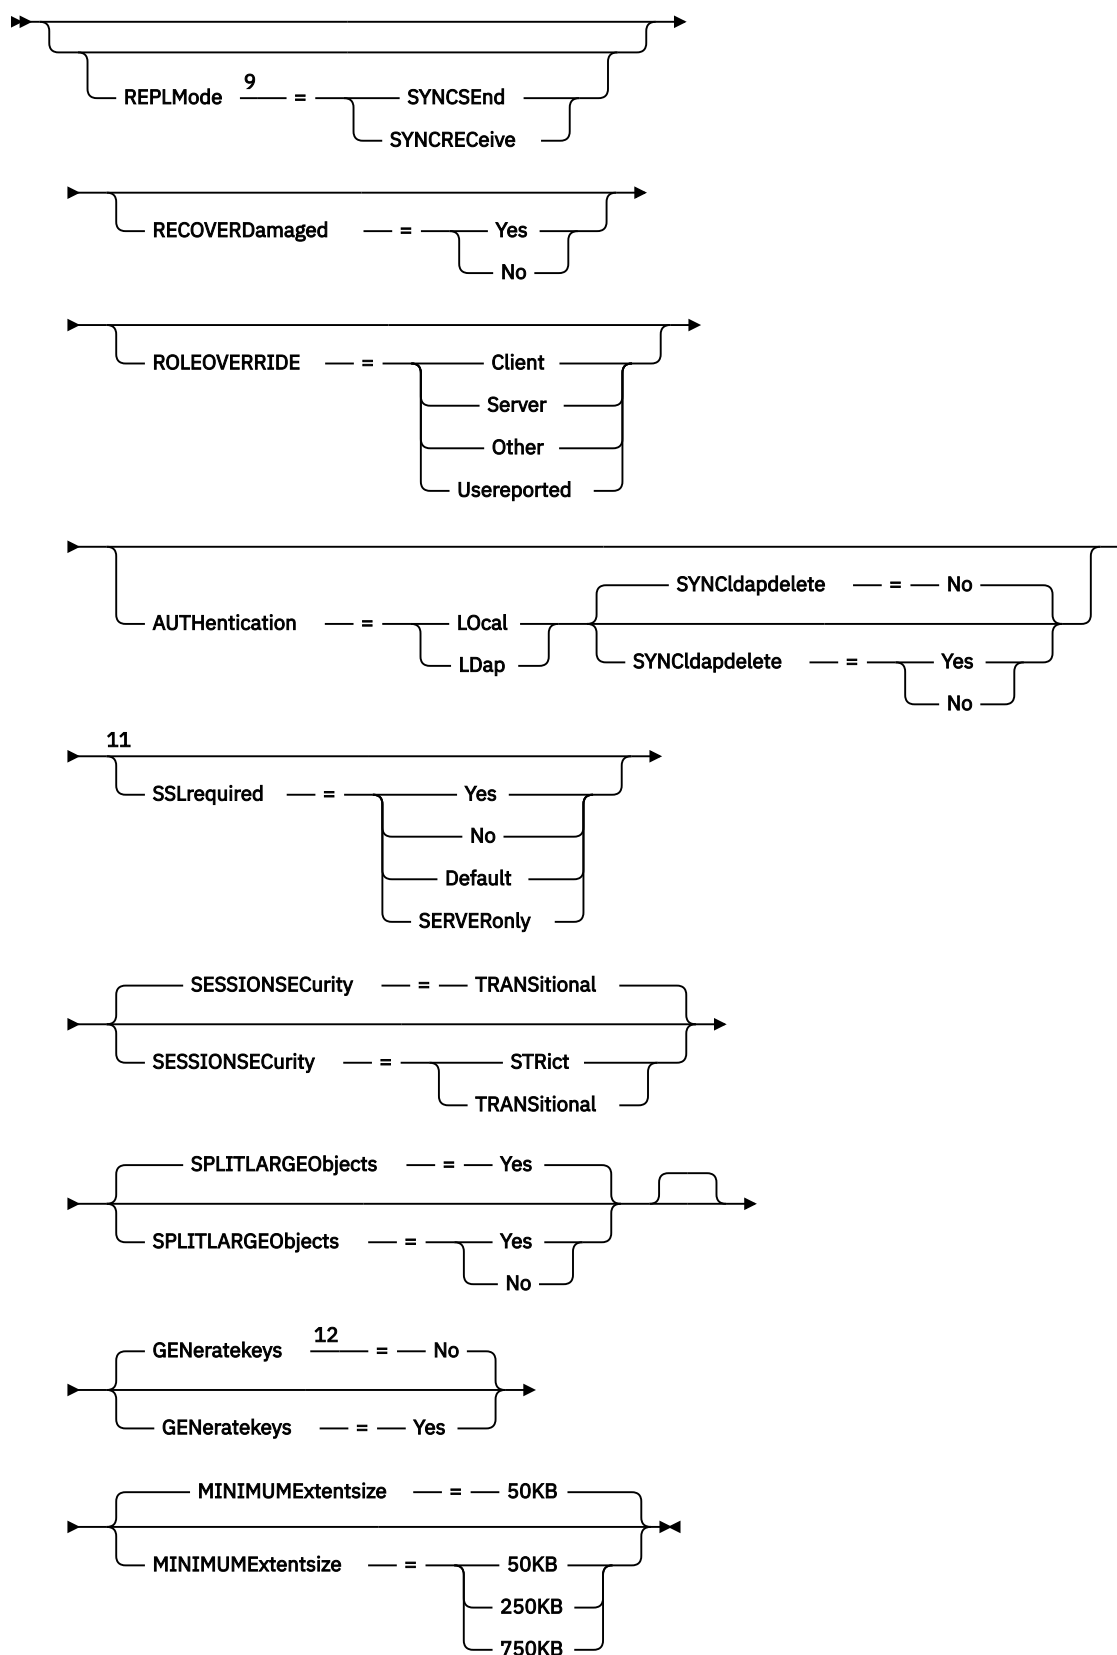 9
REPLMode = SYNCSEnd
SYNCRECeive
RECOVERDamaged = Yes
No
ROLEOVERRIDE = Client
Server
Other
Usereported
SYNCldapdelete = No
AUTHentication = LOcal
LDap
SYNCldapdelete = Yes
No
11
SSLrequired = Yes
No
Default
SERVERonly
SESSIONSECurity = TRANSitional
SESSIONSECurity = STRict
TRANSitional
SPLITLARGEObjects = Yes
SPLITLARGEObjects = Yes
No
12
GENeratekeys = No
GENeratekeys = Yes
MINIMUMExtentsize = 50KB
MINIMUMExtentsize = 50KB
250KB
750KB